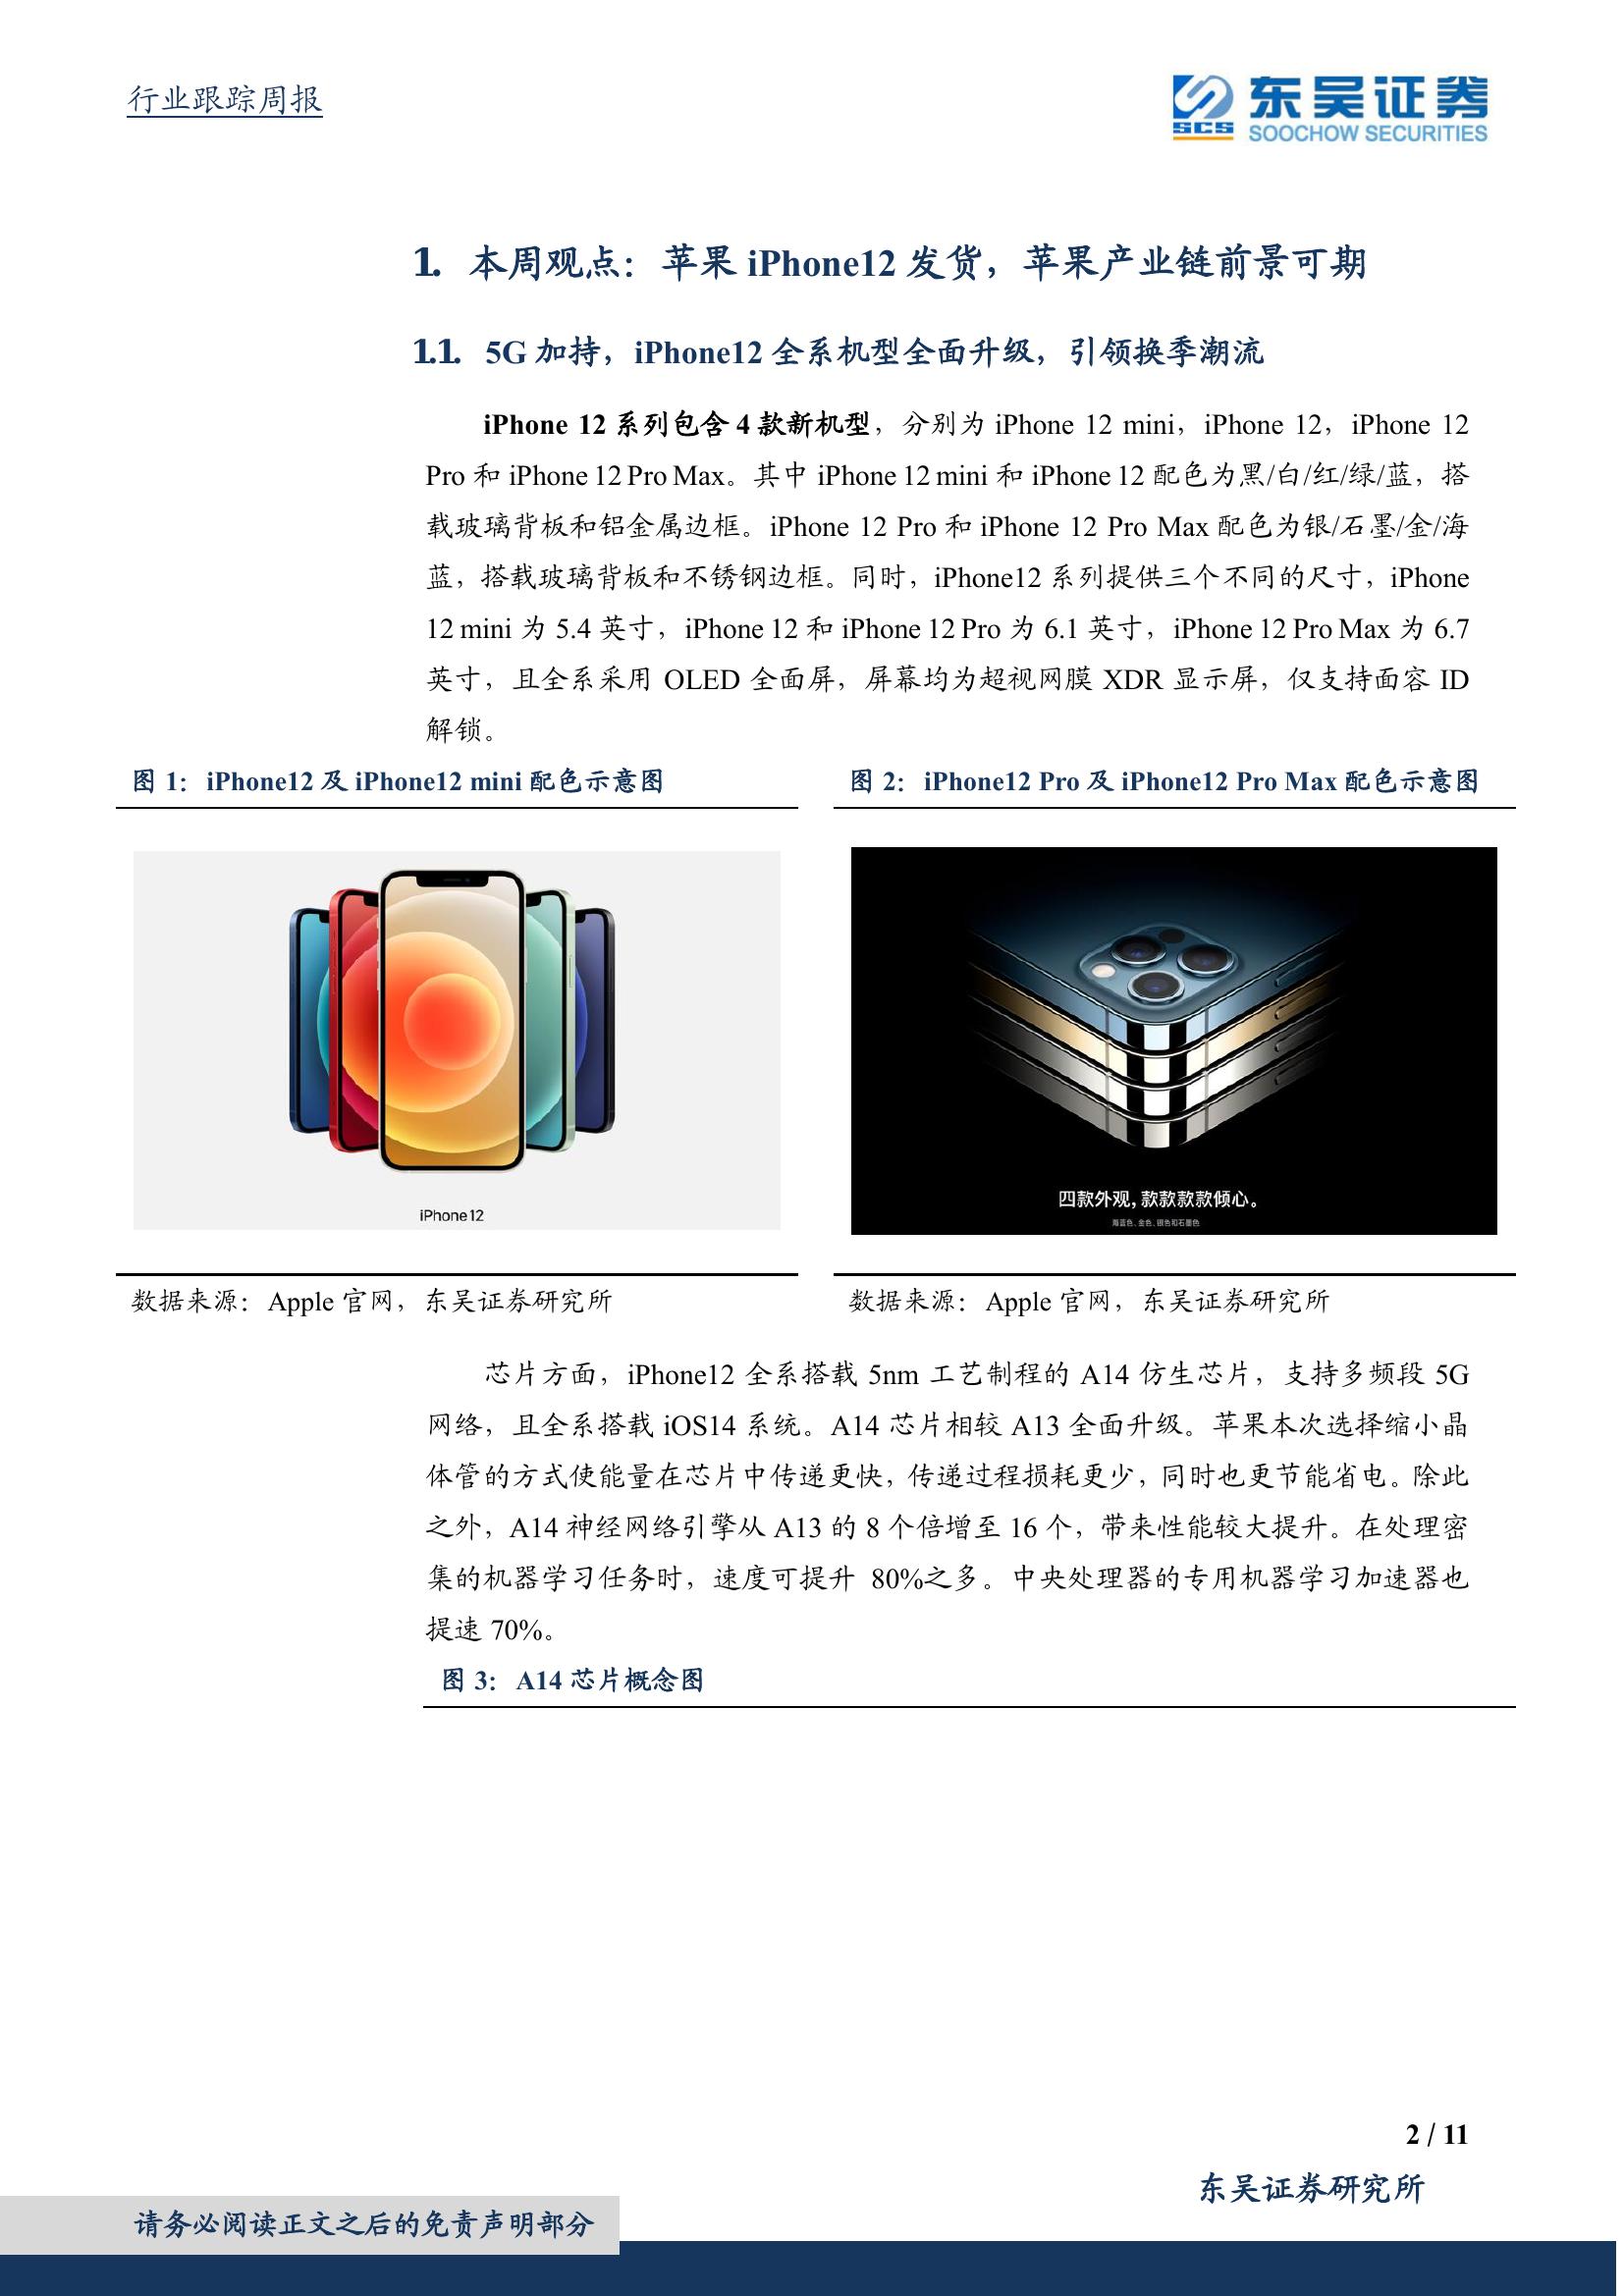 行业跟踪周报
SCS 东吴证券
SOOCHOW SECURITIES
1. 本周观点：苹果 iPhone12 发货，苹果产业链前景可期
1.1. 5G 加持，iPhone12 全系机型全面升级，引领换季潮流
iPhone 12 系列包含 4 款新机型，分别为 iPhone 12 mini，iPhone 12，iPhone 12
Pro 和 iPhone 12 Pro Max。其中 iPhone 12 mini 和 iPhone 12 配色为黑/白/红/绿/蓝，搭
载玻璃背板和铝金属边框。iPhone 12 Pro 和 iPhone 12 Pro Max 配色为银/石墨/金/海
蓝，搭载玻璃背板和不锈钢边框。同时，iPhone12 系列提供三个不同的尺寸，iPhone
12 mini 为 5.4 英寸，iPhone 12 和 iPhone 12 Pro 为 6.1 英寸，iPhone 12 Pro Max 为 6.7
英寸，且全系采用 OLED 全面屏，屏幕均为超视网膜 XDR 显示屏，仅支持面容 ID
解锁。
图 1：iPhone12 及 iPhone12 mini 配色示意图
iPhone 12
数据来源：Apple 官网，东吴证券研究所
图 2：iPhone12 Pro 及 iPhone12 Pro Max 配色示意图
四款外观，款款款款倾心。
海蓝色、金色、银色和石墨色
数据来源：Apple 官网，东吴证券研究所
芯片方面，iPhone12 全系搭载 5nm 工艺制程的 A14 仿生芯片，支持多频段 5G
网络，且全系搭载 iOS14 系统。A14 芯片相较 A13 全面升级。苹果本次选择缩小晶
体管的方式使能量在芯片中传递更快，传递过程损耗更少，同时也更节能省电。除此
之外，A14 神经网络引擎从 A13 的 8 个倍增至 16 个，带来性能较大提升。在处理密
集的机器学习任务时，速度可提升 80%之多。中央处理器的专用机器学习加速器也
提速 70%。
图 3：A14 芯片概念图
2 / 11
东吴证券研究所
请务必阅读正文之后的免责声明部分